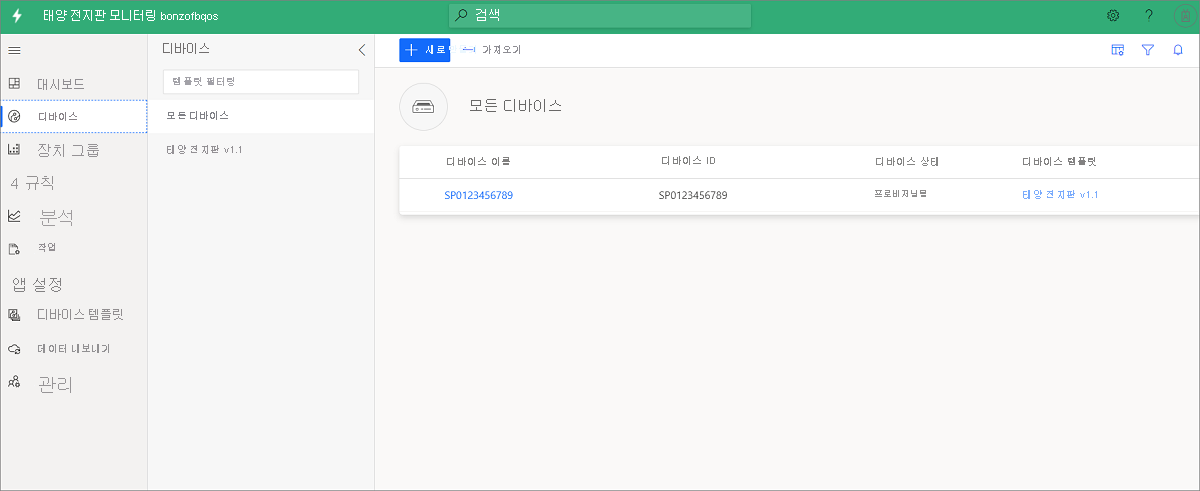 태양 전지판 모니터링 bonzofbqos
검색
?
대시보드
디바이스
장치 그룹
4 규칙
분석
작업
앱 설정
디바이스 템플릿
데이터 내보내기
관리
디바이스
템플릿 필터링
모든 디바이스
태양 전지판 v1.1
+ 새로
가져오기
모든 디바이스
디바이스 이름 디바이스 ID 디바이스 상태 디바이스 템플릿
SP0123456789 SP0123456789 프로비저닝됨 태양 전지판 v1.1